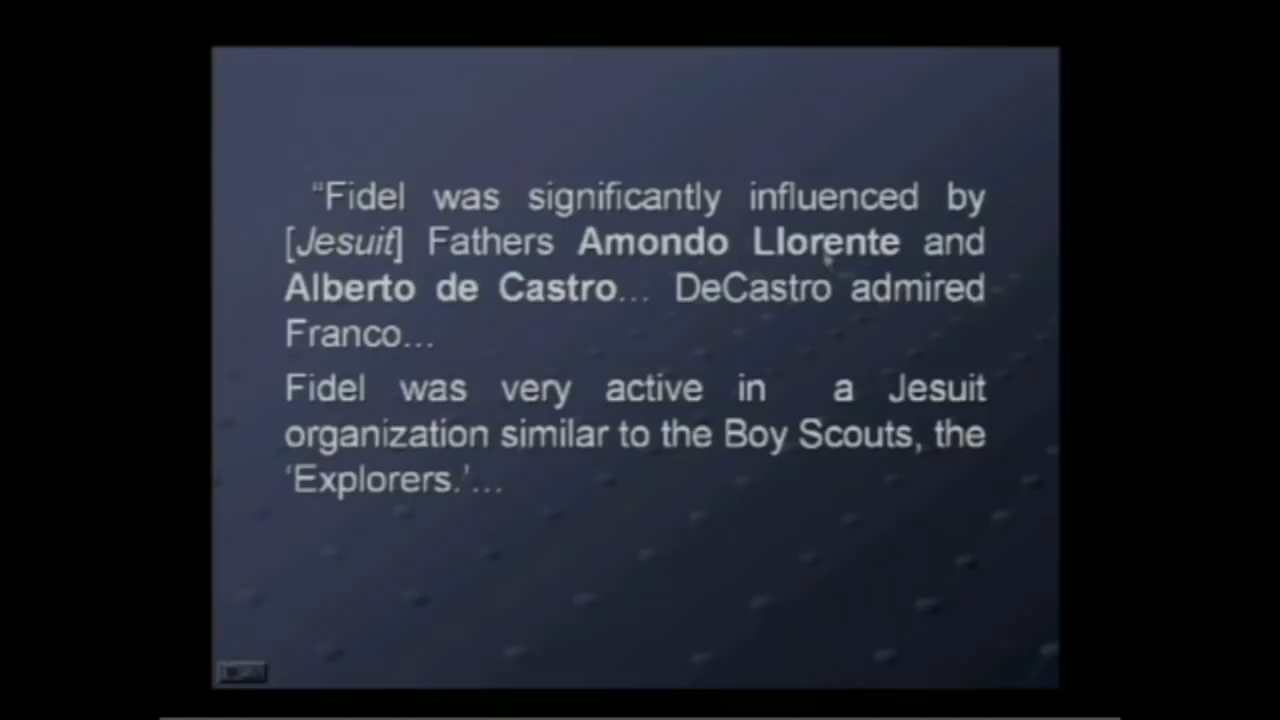 “Fidel was significantly influenced by
[Jesuit] Fathers Amondo Llorente and
Alberto de Castro... DeCastro admired
Franco...
Fidel was very active in a Jesuit
organization similar to the Boy Scouts, the
‘Explorers.’...